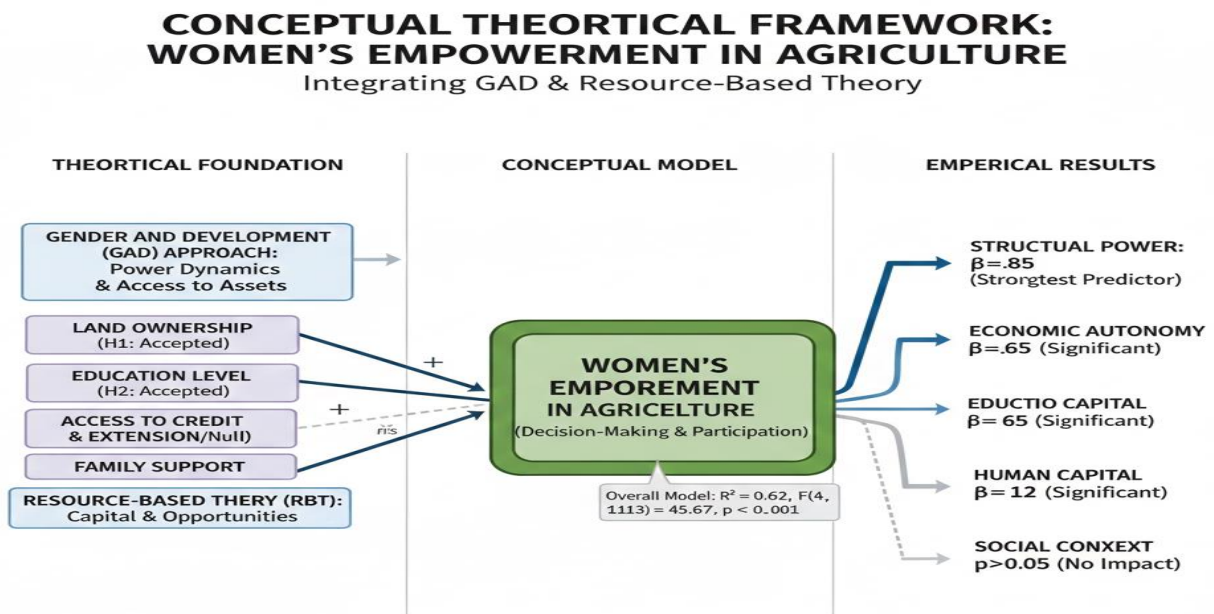 CONCEPTUAL THEORTICAL FRAMEWORK:
WOMEN'S EMPOWERMENT IN AGRICULTURE
Integrating GAD & Resource-Based Theory
THEORTICAL FOUNDATION
GENDER AND DEVELOPMENT
(GAD) APPROACH:
Power Dynamics
& Access to Assets
LAND OWNERSHIP
(H1: Accepted)
EDUCATION LEVEL
(H2: Accepted)
ACCESS TO CREDIT
& EXTENSION/Null)
FAMILY SUPPORT
RESOURCE-BASED THERY (RBT):
Capital & Opportunities
CONCEPTUAL MODEL
+
+
WOMEN'S
EMPOREMENT
IN AGRICELTURE
(Decision-Making & Participation)
Overall Model: R² = 0.62, F(4,
1113) = 45.67, p < 0.001
EMPERICAL RESULTS
STRUCTUAL POWER:
β=.85
(Strorgtest Predictor)
ECONOMIC AUTONOMY
β=.65 (Significant)
EDUCTIO CAPITAL
β= 65 (Significant)
HUMAN CAPITAL
β= 12 (Significant)
SOCIAL CONXEXT
p>0.05 (No Impact)